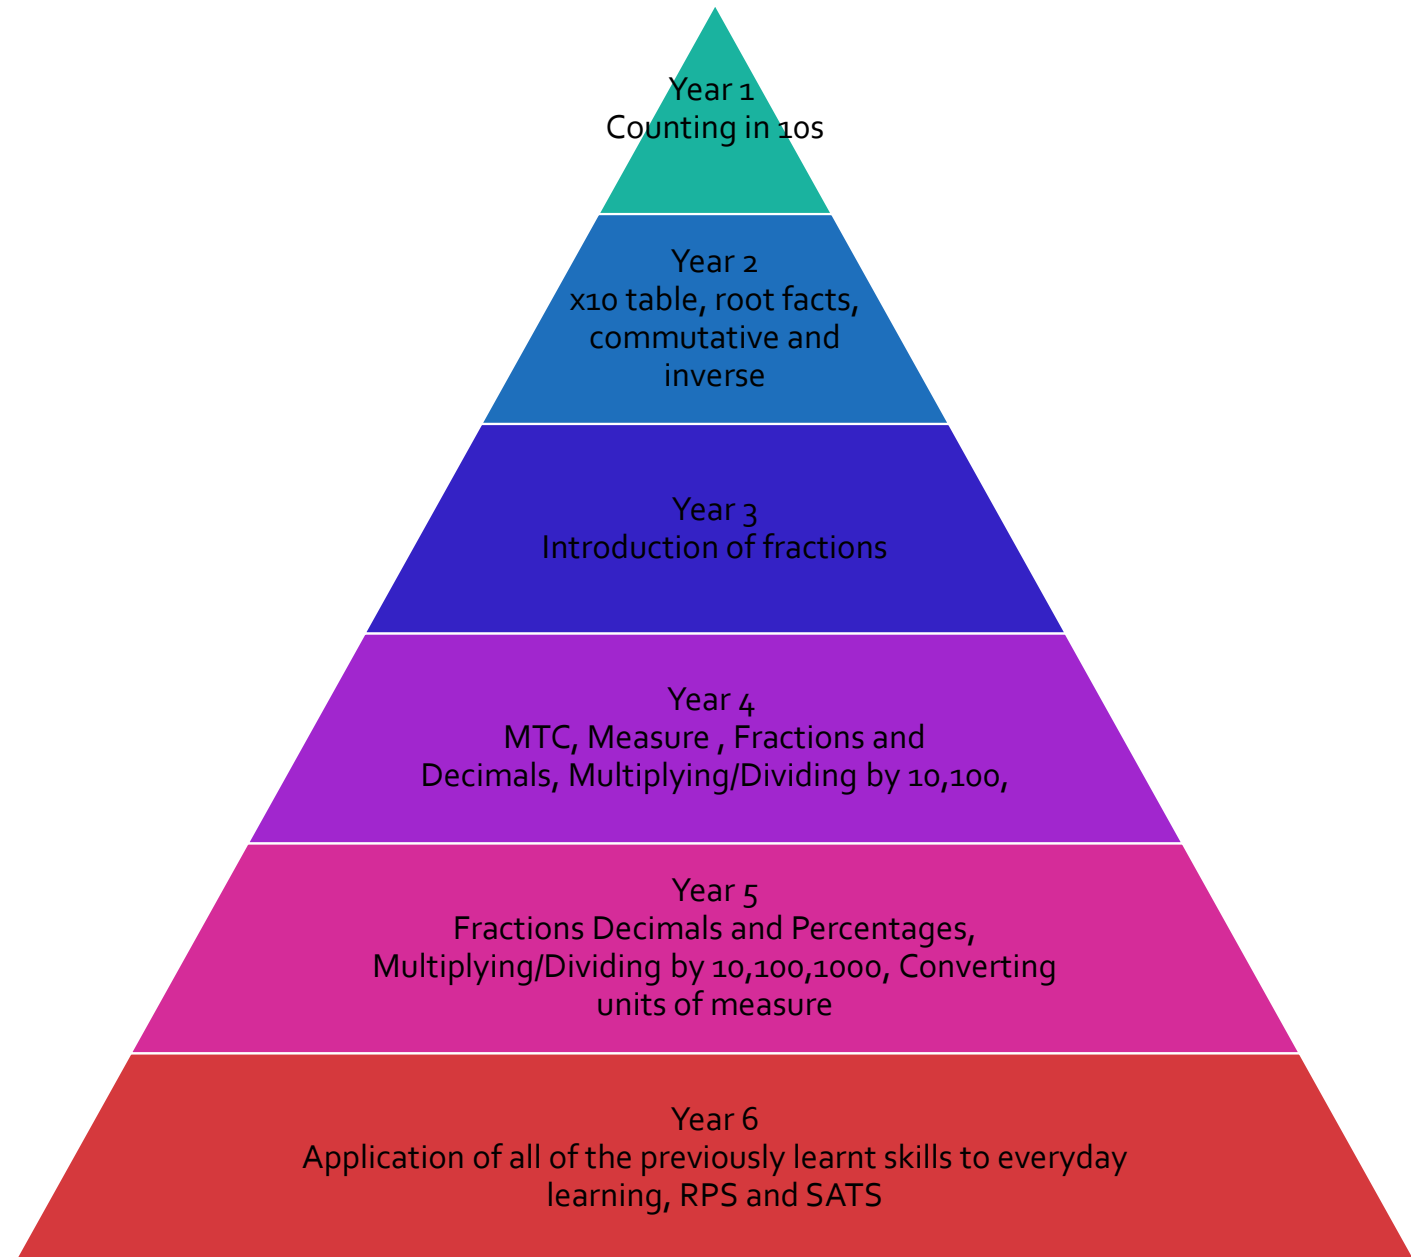 Year 1
Counting in 10s
Year 2
x10 table, root facts,
commutative and
inverse
Year 3
Introduction of fractions
Year 4
MTC, Measure , Fractions and
Decimals, Multiplying/Dividing by 10,100,
Year 5
Fractions Decimals and Percentages,
Multiplying/Dividing by 10,100,1000, Converting
units of measure
Year 6
Application of all of the previously learnt skills to everyday
learning, RPS and SATS